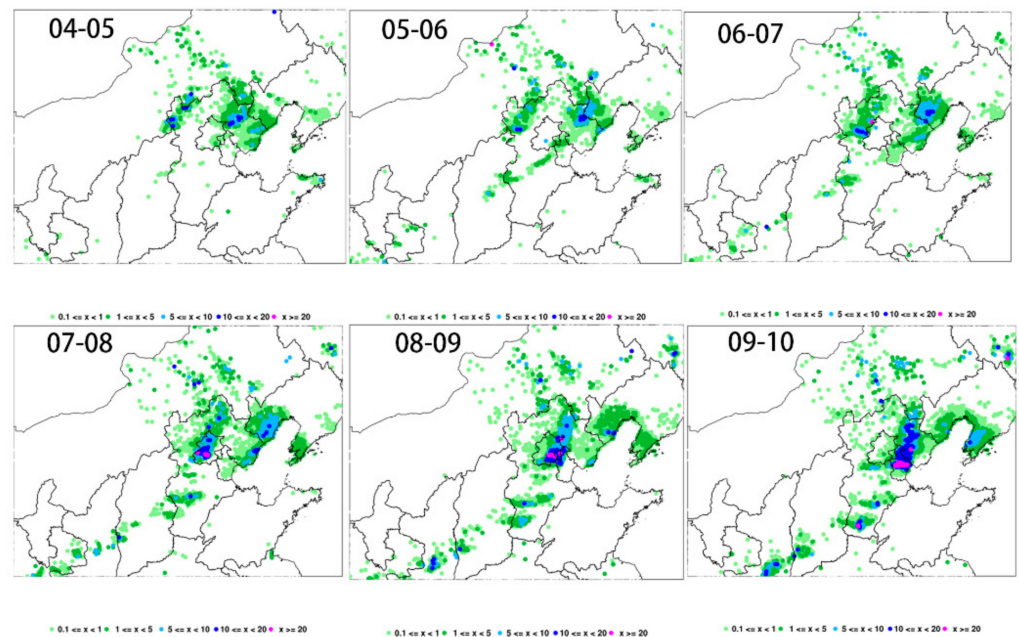 04-05
05-06
06-07
0.1 <= x < 1 1 <= x < 5 5 <= x < 10 10 <= x < 20 x >= 20
0.1 <= x < 1 1 <= x < 5 5 <= x < 10 10 <= x < 20 x >= 20
0.1 <= x < 1 1 <= x < 5 5 <= x < 10 10 <= x < 20 x >= 20
07-08
08-09
09-10
0.1 <= x < 1 1 <= x < 5 5 <= x < 10 10 <= x < 20 x >= 20
0.1 <= x < 1 1 <= x < 5 5 <= x < 10 10 <= x < 20 x >= 20
0.1 <= x < 1 1 <= x < 5 5 <= x < 10 10 <= x < 20 x >= 20